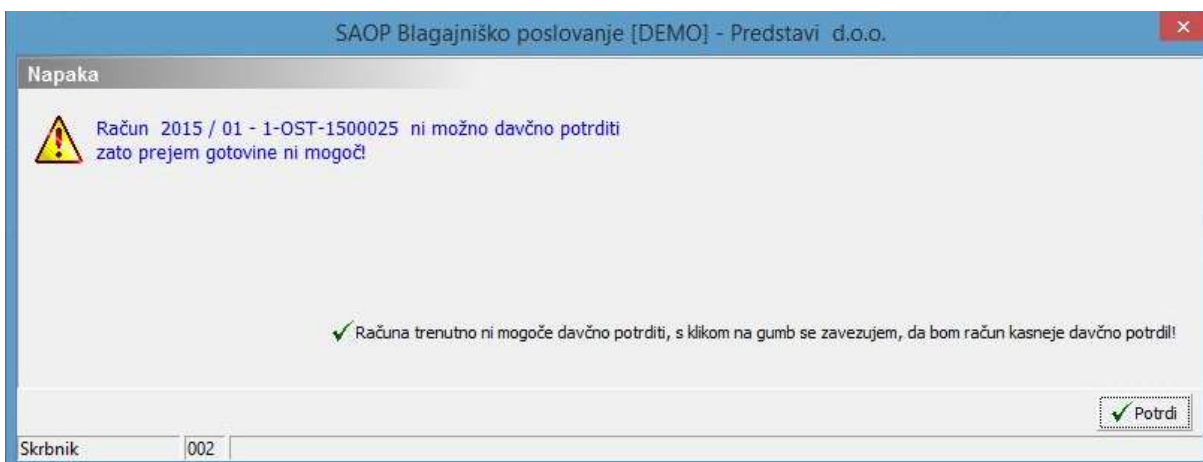 SAOP Blagajniško poslovanje [DEMO] - Predstavi d.o.o.
Napaka
Račun 2015 / 01 - 1-OST-1500025 ni možno davčno potrditi
zato prejem gotovine ni mogoč!
Računa trenutno ni mogoče davčno potrditi, s klikom na gumb se zavezujem, da bom račun kasneje davčno potrdil!
Potrdi
Skrbnik 002